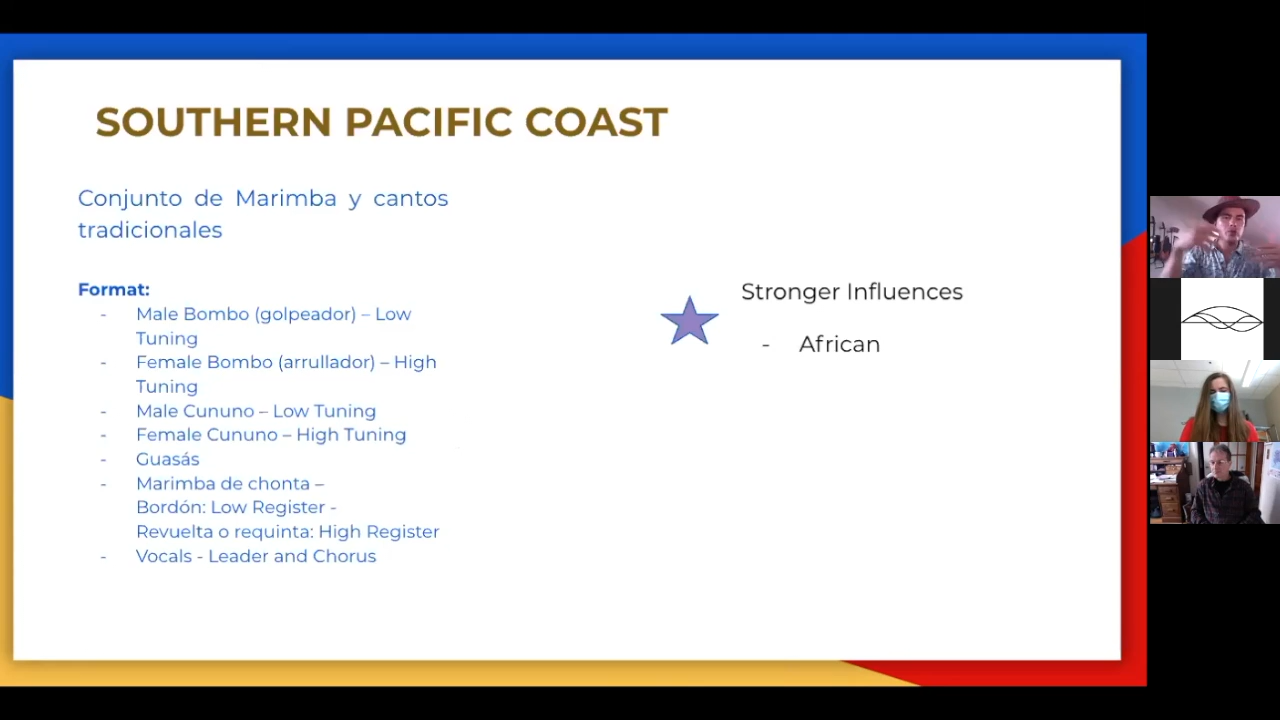 SOUTHERN PACIFIC COAST
Conjunto de Marimba y cantos
tradicionales
Format:
- Male Bombo (golpeador) – Low
Tuning
- Female Bombo (arrullador) – High
Tuning
- Male Cununo – Low Tuning
- Female Cununo – High Tuning
- Guasás
- Marimba de chonta –
Bordón: Low Register -
Revuelta o requinta: High Register
- Vocals - Leader and Chorus
Stronger Influences
- African